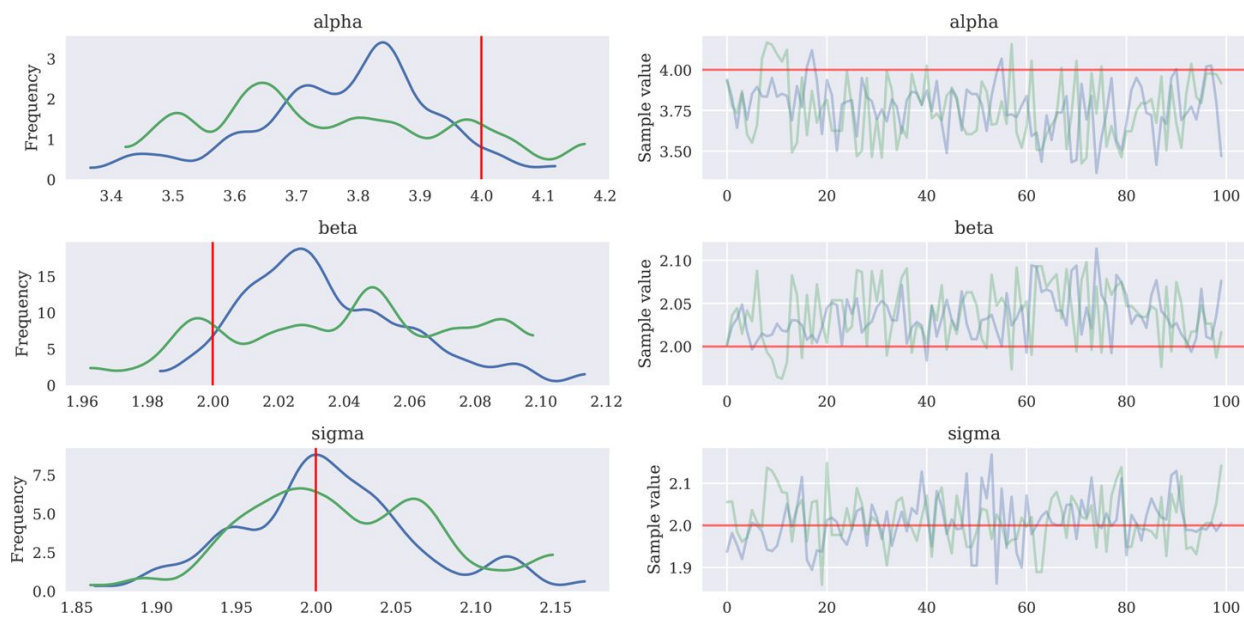 alpha
Frequency
3
2
1
0
3.4 3.5 3.6 3.7 3.8 3.9 4.0 4.1 4.2
alpha
Sample value
4.00
3.75
3.50
0 20 40 60 80 100
beta
Frequency
15
10
5
0
1.96 1.98 2.00 2.02 2.04 2.06 2.08 2.10 2.12
beta
Sample value
2.10
2.05
2.00
0 20 40 60 80 100
sigma
Frequency
7.5
5.0
2.5
0.0
1.85 1.90 1.95 2.00 2.05 2.10 2.15
sigma
Sample value
2.1
2.0
1.9
0 20 40 60 80 100